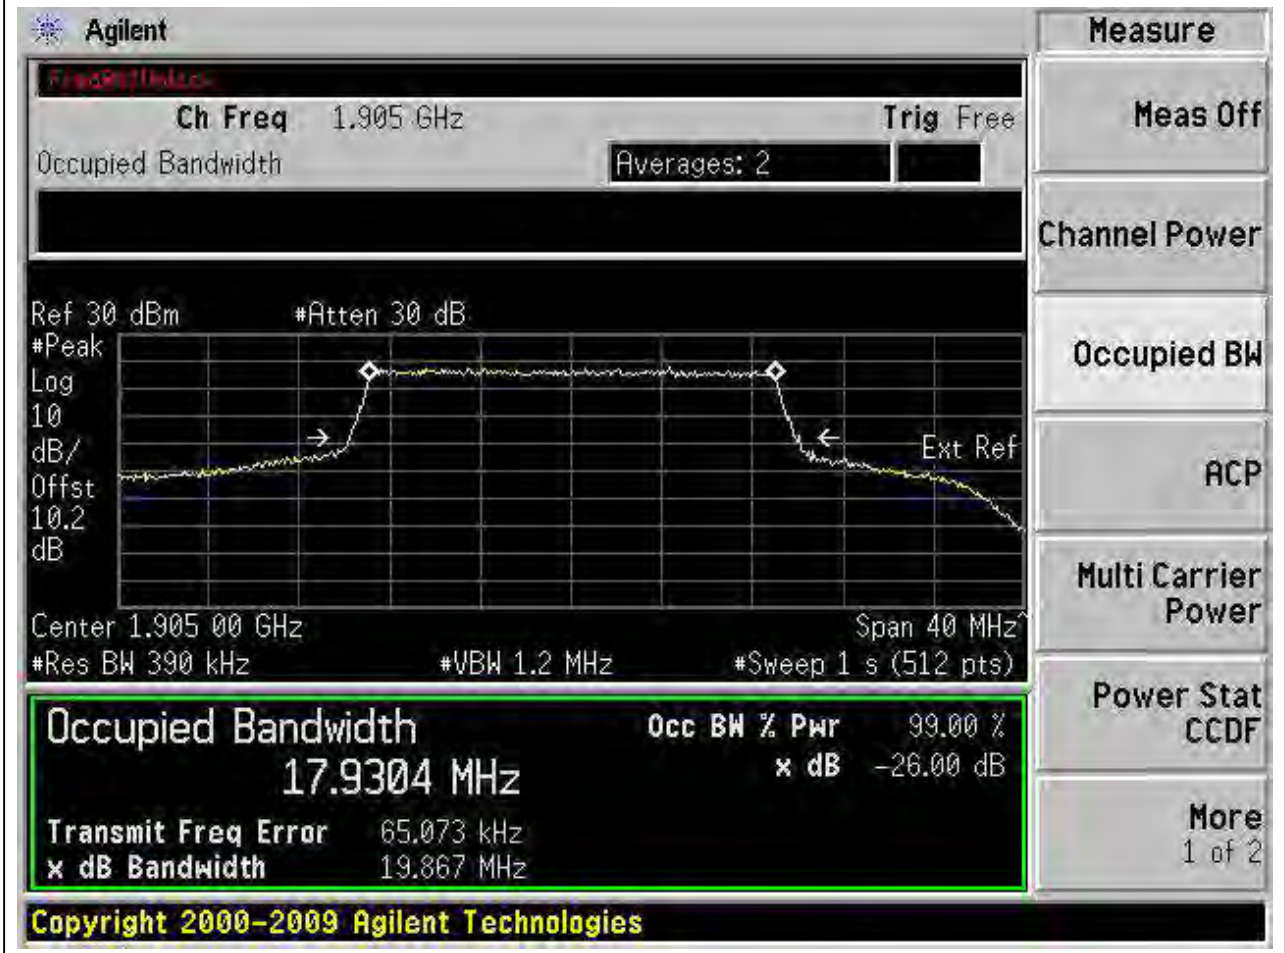 Agilent
Measure
Ch Freq 1.905 GHz Trig Free
Occupied Bandwidth Averages: 2
Meas Off
Channel Power
Occupied BW
ACP
Multi Carrier
Power
Power Stat
CCDF
More
1 of 2
Ref 30 dBm #Atten 30 dB
#Peak
Log
10
dB/
Offst
10.2
dB
Ext Ref
Center 1.905 00 GHz Span 40 MHz
#Res BW 390 kHz #VBW 1.2 MHz #Sweep 1 s (512 pts)
Occupied Bandwidth
17.9304 MHz
Occ BW % Pwr 99.00 %
x dB -26.00 dB
Transmit Freq Error 65.073 kHz
x dB Bandwidth 19.867 MHz
Copyright 2000-2009 Agilent Technologies